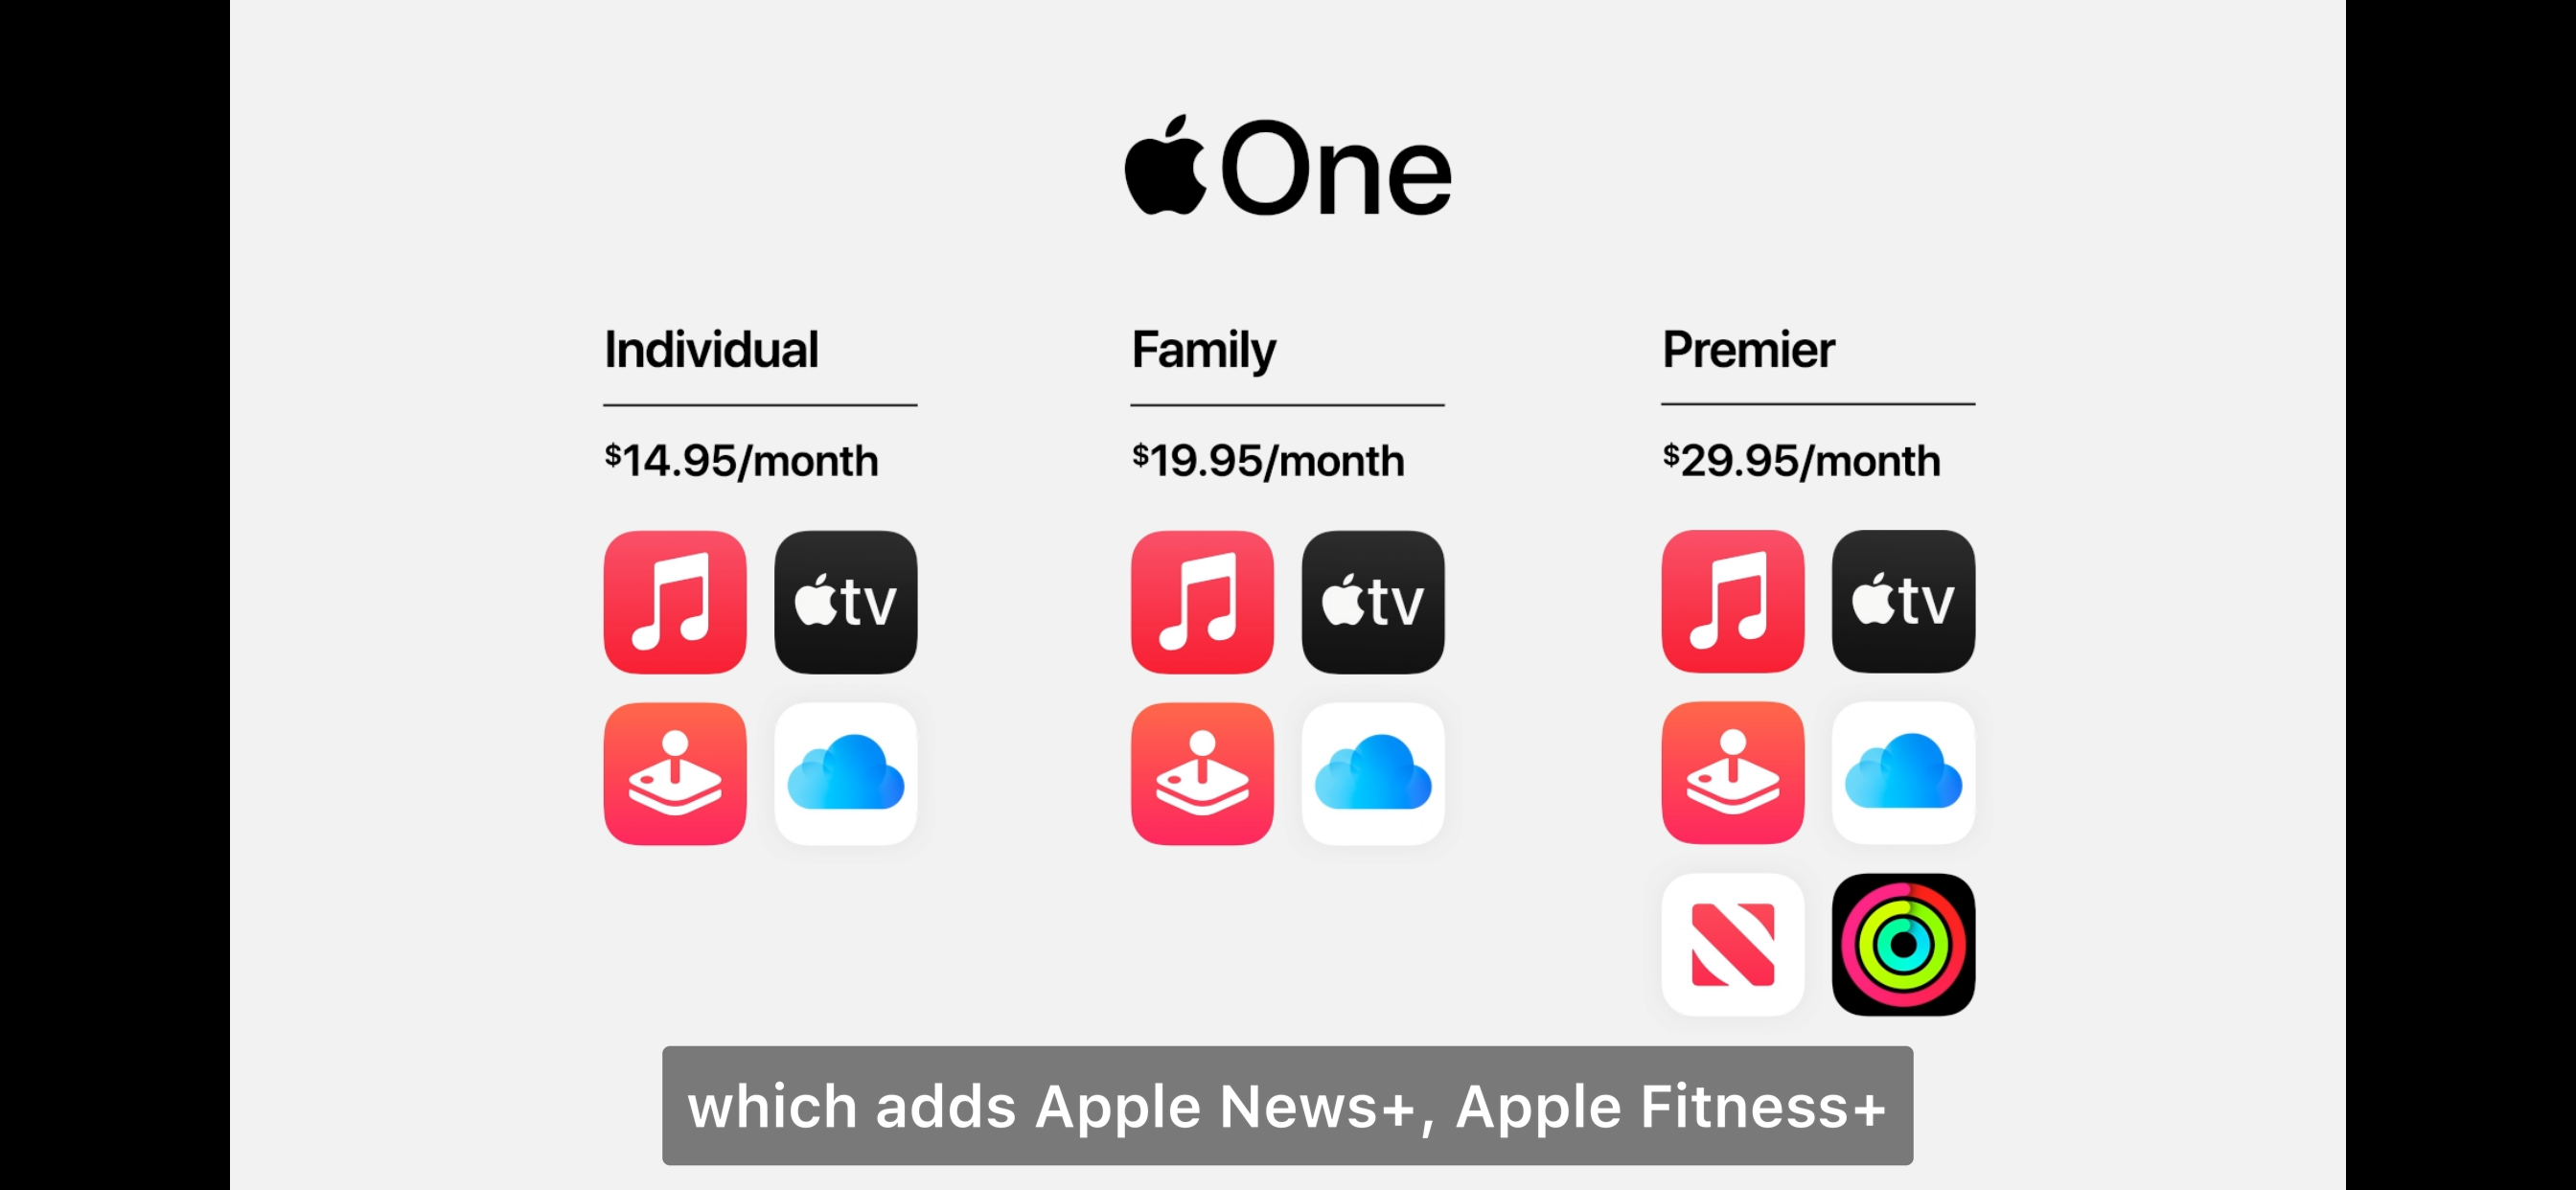 One
Individual
Family
Premier
$14.95/month
$19.95/month
$29.95/month
tv
tv
tv
which adds Apple News+, Apple Fitness+